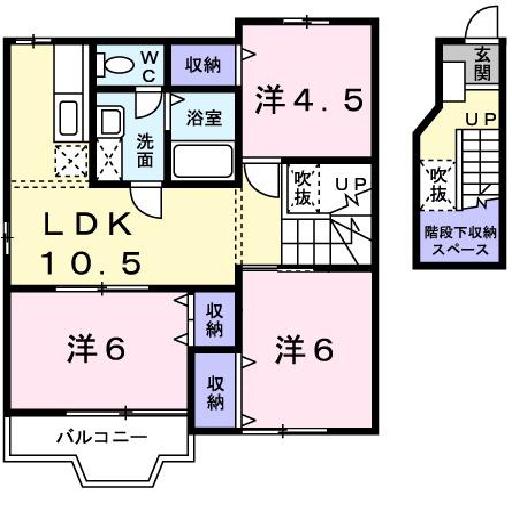 WC
収納
洋4.5
玄関
UP
浴室
洗面
吹抜
UP
吹抜
LDK
10.5
階段下収納
スペース
収納
洋6
洋6
収納
バルコニー